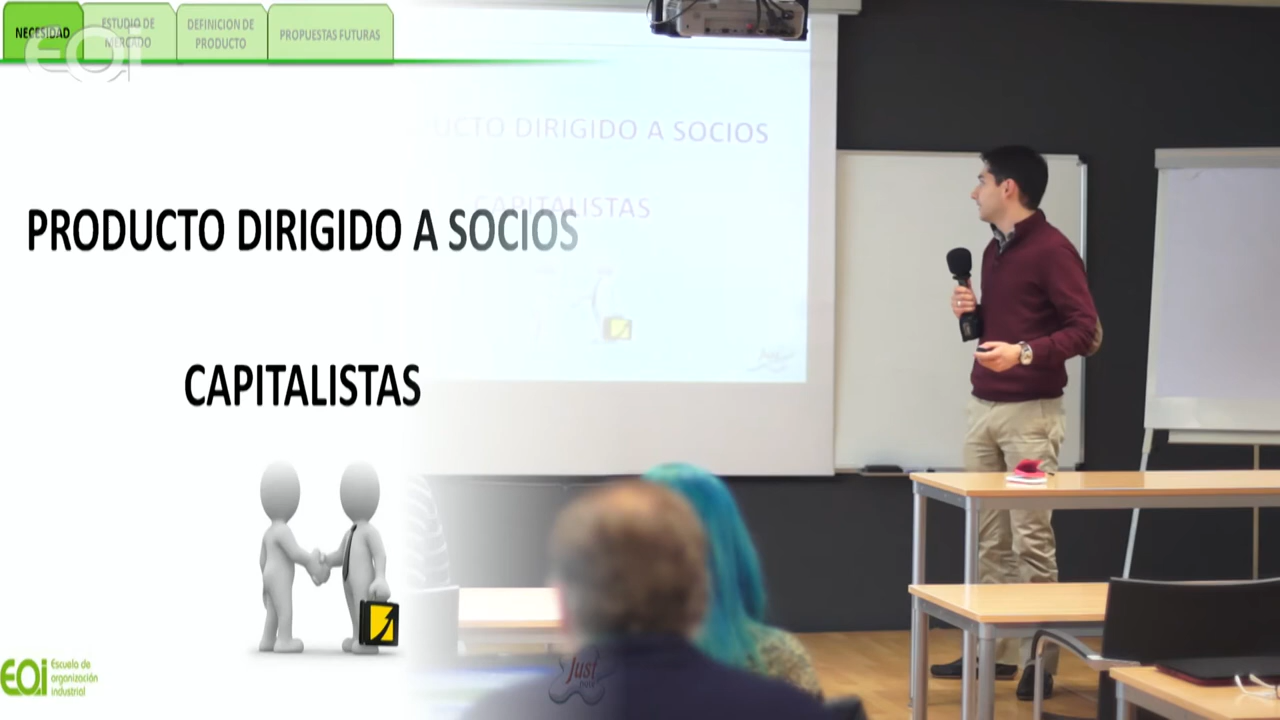 NECESIDAD
ESTUDIO DE
MERCADO
DEFINICION DE
PRODUCTO
PROPUESTAS FUTURAS
EOi
UCTO DIRIGIDO A SOCIOS
CAPITALISTAS
PRODUCTO DIRIGIDO A SOCIOS
CAPITALISTAS
EOi
Escuela de
organización
industrial
Just